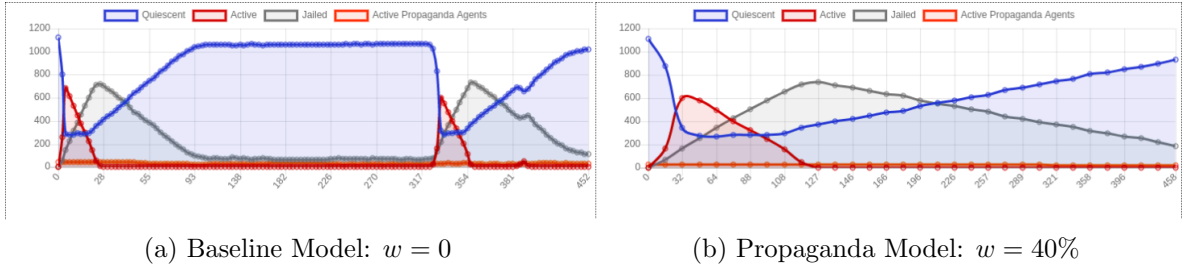 Quiescent Active Jailed Active Propaganda Agents
1200
1000
800
600
400
200
0
0 28 55 93 138 182 226 270 317 354 381 452
(a) Baseline Model: w = 0
Quiescent Active Jailed Active Propaganda Agents
1200
1000
800
600
400
200
0
0 32 64 84 108 127 146 166 186 206 226 257 289 321 358 396 458
(b) Propaganda Model: w = 40%